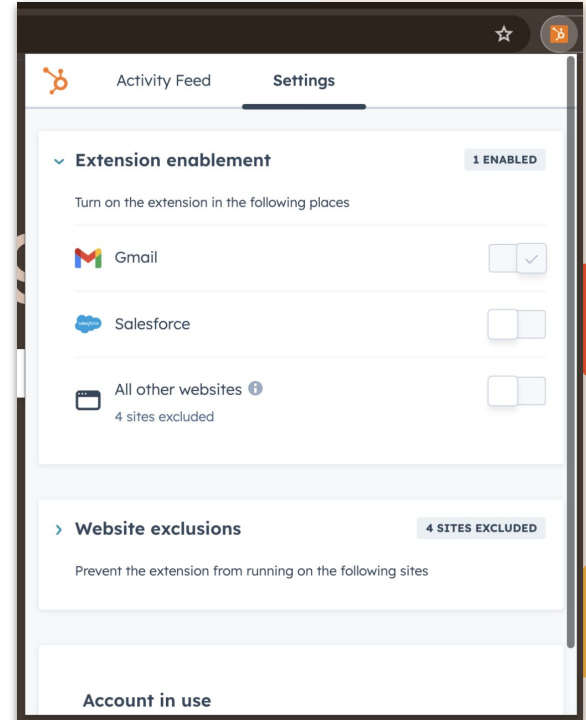 Activity Feed
Settings
Extension enablement
1 ENABLED
Turn on the extension in the following places
Gmail
salesforce
Salesforce
All other websites
4 sites excluded
Website exclusions
4 SITES EXCLUDED
Prevent the extension from running on the following sites
Account in use